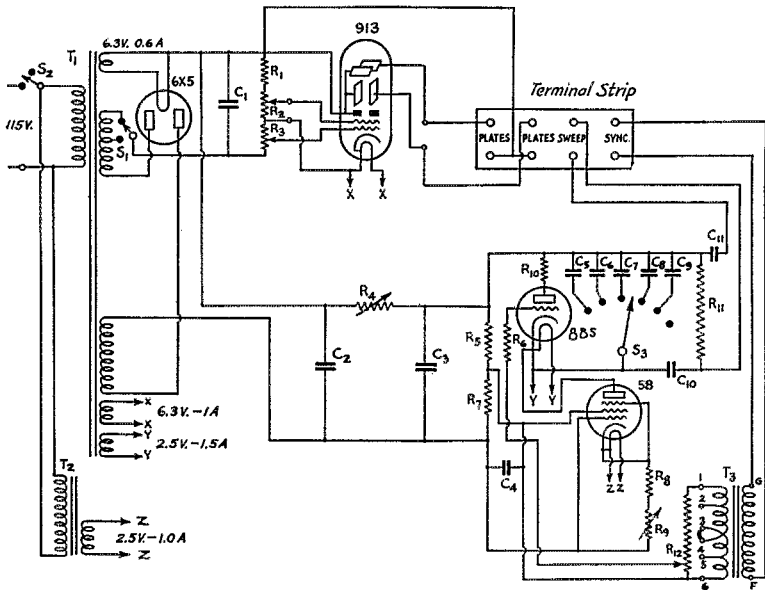 913
T1
6.3V. 0.6A
S2
6X5
C1
R1
R2
R3
115V.
S1
X X
Terminal Strip
PLATES PLATES SWEEP SYNC.
R4
C2
C3
R5
R6
R7
R10
885
Y Y
C5 C6 C7 C8 C9
C11
R11
S3
C10
58
Z Z
R8
R9
C4
X
X
6.3V.-1A
Y
Y
2.5V.-1.5A
T2
Z
Z
2.5V.-1.0A
R12
1
2
3
4
5
6
T3
G
F